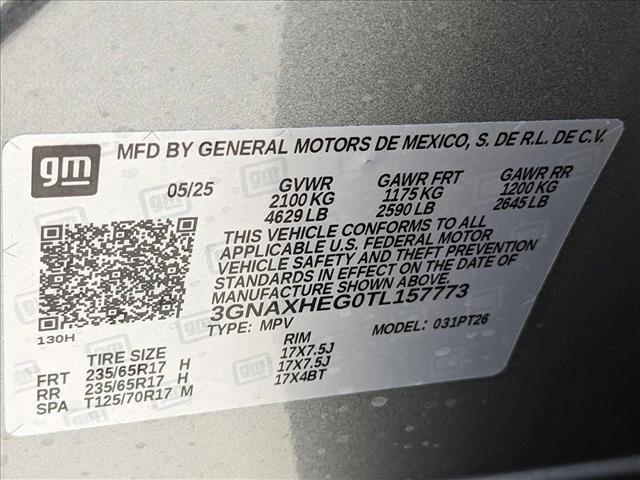 gm MFD BY GENERAL MOTORS DE MEXICO, S. DE R.L. DE C.V.
05/25 GVWR GAWR FRT GAWR RR
2100 KG 1175 KG 1200 KG
4629 LB 2590 LB 2645 LB
THIS VEHICLE CONFORMS TO ALL
APPLICABLE U.S. FEDERAL MOTOR
VEHICLE SAFETY AND THEFT PREVENTION
STANDARDS IN EFFECT ON THE DATE OF
MANUFACTURE SHOWN ABOVE.
3GNAXHEG0TL157773
TYPE: MPV MODEL: 031PT26
130H
TIRE SIZE RIM
FRT 235/65R17 H 17X7.5J
RR 235/65R17 H 17X7.5J
SPA T125/70R17 M 17X4BT